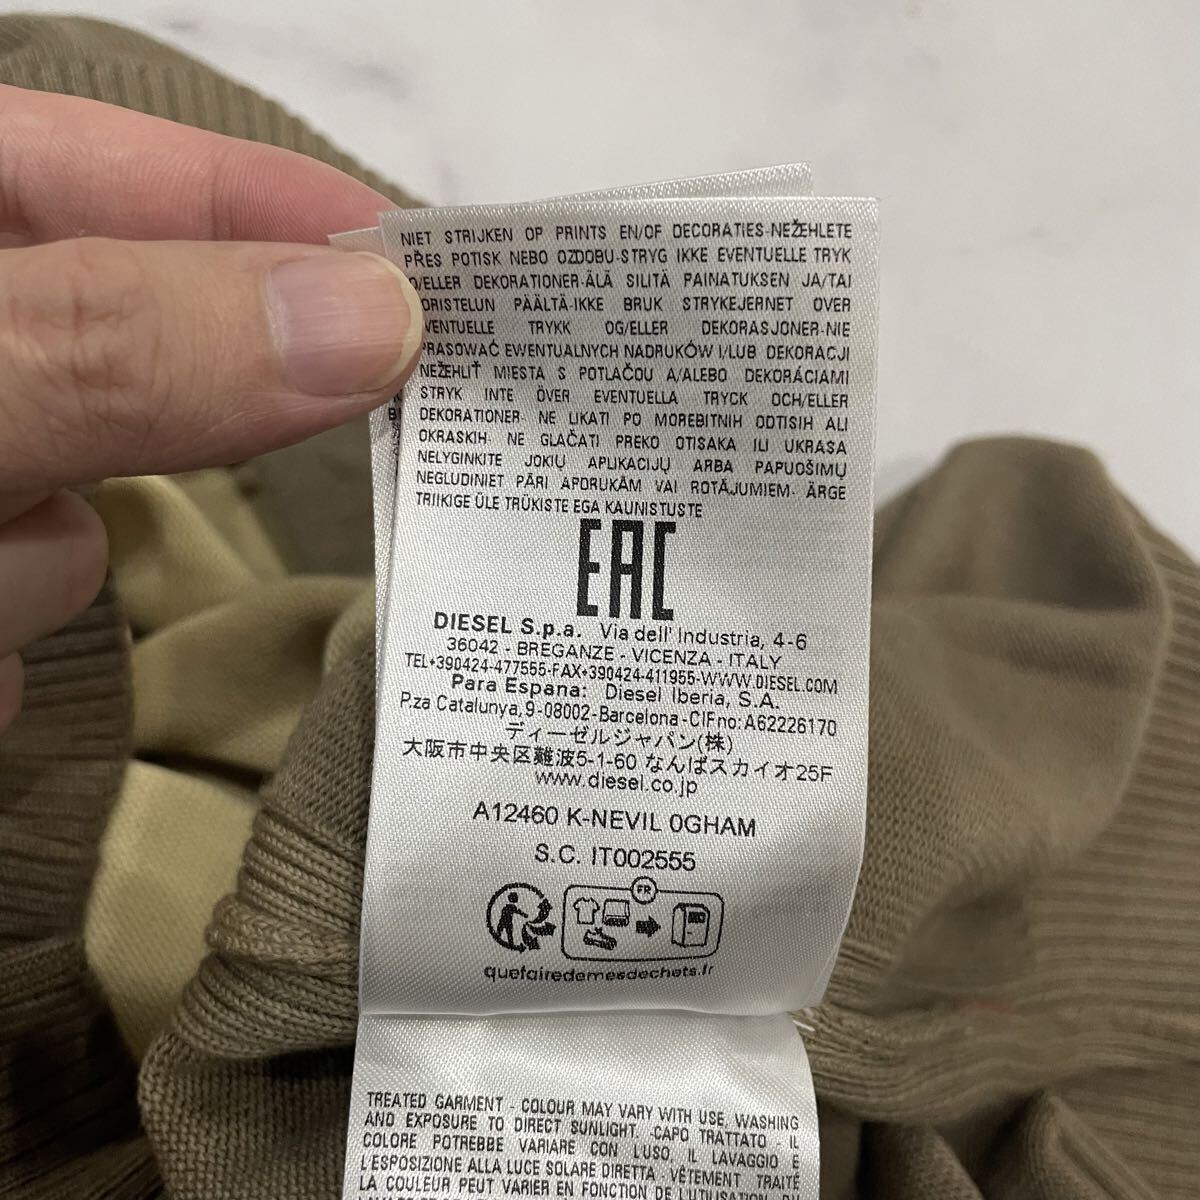 NIET STRIJKEN OP PRINTS EN/OF DECORATIES-NEŽEHLETE
PŘES POTISK NEBO OZDOBU-STRYG IKKE EVENTUELLE TRYK
O/ELLER DEKORATIONER-ÄLÄ SILITÄ PAINATUKSEN JA/TAI
ORISTELUN PÄÄLTÄ-IKKE BRUK STRYKEJERNET OVER
VENTUELLE TRYKK OG/ELLER DEKORASJONER-NIE
PRASOWAĆ EWENTUALNYCH NADRUKÓW I/LUB DEKORACJI
NEŽEHLIŤ MIESTA S POTLAČOU A/ALEBO DEKORÁCIAMI
STRYK INTE ÖVER EVENTUELLA TRYCK OCH/ELLER
DEKORATIONER- NE LIKATI PO MOREBITNIH ODTISIH ALI
OKRASKIH- NE GLAČATI PREKO OTISAKA ILI UKRASA
NELYGINKITE JOKIŲ APLIKACIJŲ ARBA PAPUOŠIMŲ
NEGLUDINIET PĀRI APDRUKĀM VAI ROTĀJUMIEM- ÄRGE
TRIIKIGE ÜLE TRÜKISTE EGA KAUNISTUSTE
EAC
DIESEL S.p.a. Via dell' Industria, 4-6
36042 - BREGANZE - VICENZA - ITALY
TEL+390424-477555-FAX+390424-411955-WWW.DIESEL.COM
Para Espana: Diesel Iberia, S.A.
P.za Catalunya,9-08002-Barcelona-CIFno:A62226170
ディーゼルジャパン(株)
大阪市中央区難波5-1-60 なんばスカイオ25F
www.diesel.co.jp
A12460 K-NEVIL 0GHAM
S.C. IT002555
FR
quefairedemesdechets.fr
TREATED GARMENT - COLOUR MAY VARY WITH USE, WASHING
AND EXPOSURE TO DIRECT SUNLIGHT. CAPO TRATTATO - IL
COLORE POTREBBE VARIARE CON L'USO, IL LAVAGGIO E
L'ESPOSIZIONE ALLA LUCE SOLARE DIRETTA. VÊTEMENT TRAITÉ
LA COULEUR PEUT VARIER EN FONCTION DE L'UTILISATION, DU